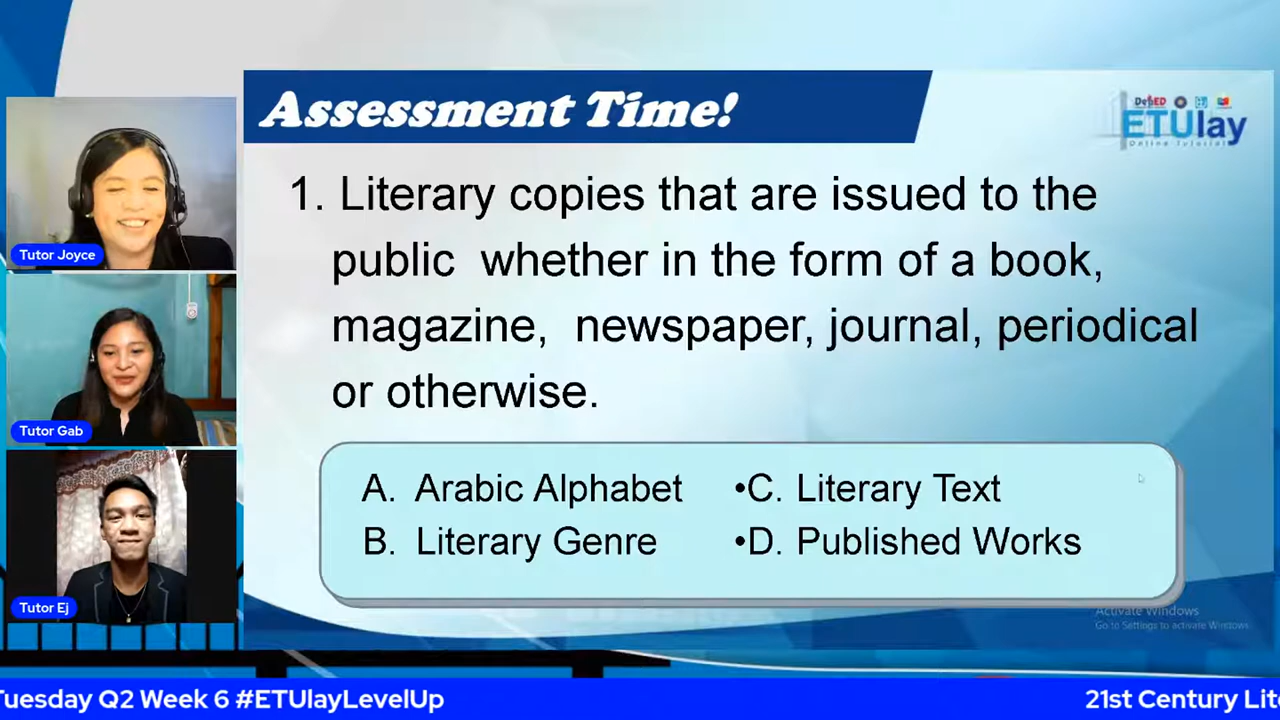 Assessment Time!
DepED
ETUlay
Online Tutorial
1. Literary copies that are issued to the
public whether in the form of a book,
magazine, newspaper, journal, periodical
or otherwise.
A. Arabic Alphabet
B. Literary Genre
•C. Literary Text
•D. Published Works
Tutor Joyce
Tutor Gab
Tutor Ej
Activate Windows
Go to Settings to activate Windows.
Tuesday Q2 Week 6 #ETUlayLevelUp
21st Century Lite